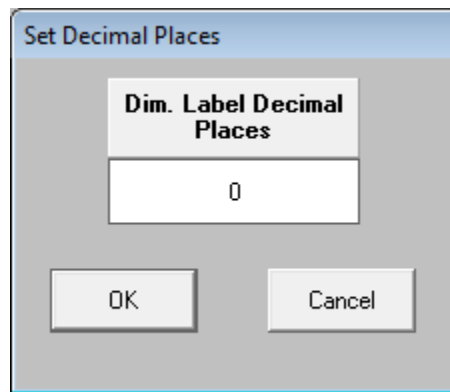 Set Decimal Places
Dim. Label Decimal
Places
0
OK
Cancel